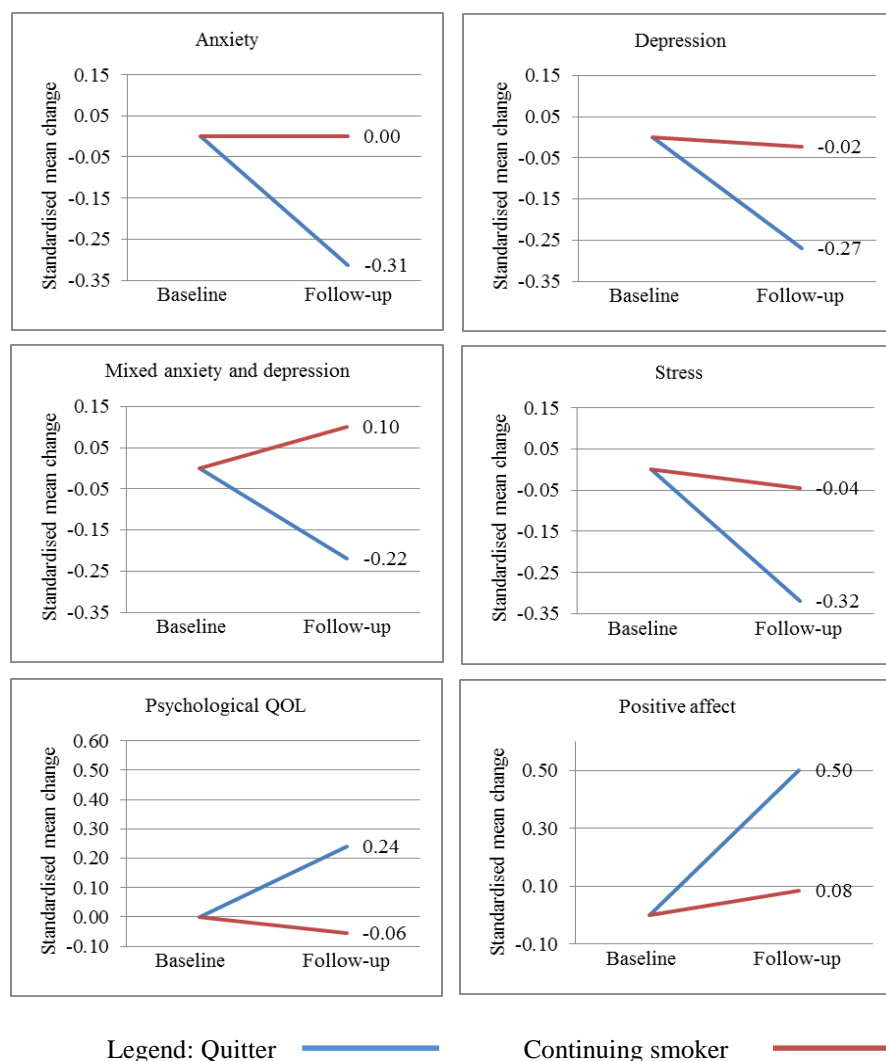 Anxiety
Standardised mean change
0.15
0.05
-0.05
-0.15
-0.25
-0.35
0.00
-0.31
Baseline Follow-up
Depression
Standardised mean change
0.15
0.05
-0.05
-0.15
-0.25
-0.35
-0.02
-0.27
Baseline Follow-up
Mixed anxiety and depression
Standardised mean change
0.15
0.05
-0.05
-0.15
-0.25
-0.35
0.10
-0.22
Baseline Follow-up
Stress
Standardised mean change
0.15
0.05
-0.05
-0.15
-0.25
-0.35
-0.04
-0.32
Baseline Follow-up
Psychological QOL
Standardised mean change
0.60
0.50
0.40
0.30
0.20
0.10
0.00
-0.10
0.24
-0.06
Baseline Follow-up
Positive affect
Standardised mean change
0.50
0.30
0.10
-0.10
0.50
0.08
Baseline Follow-up
Legend: Quitter Continuing smoker